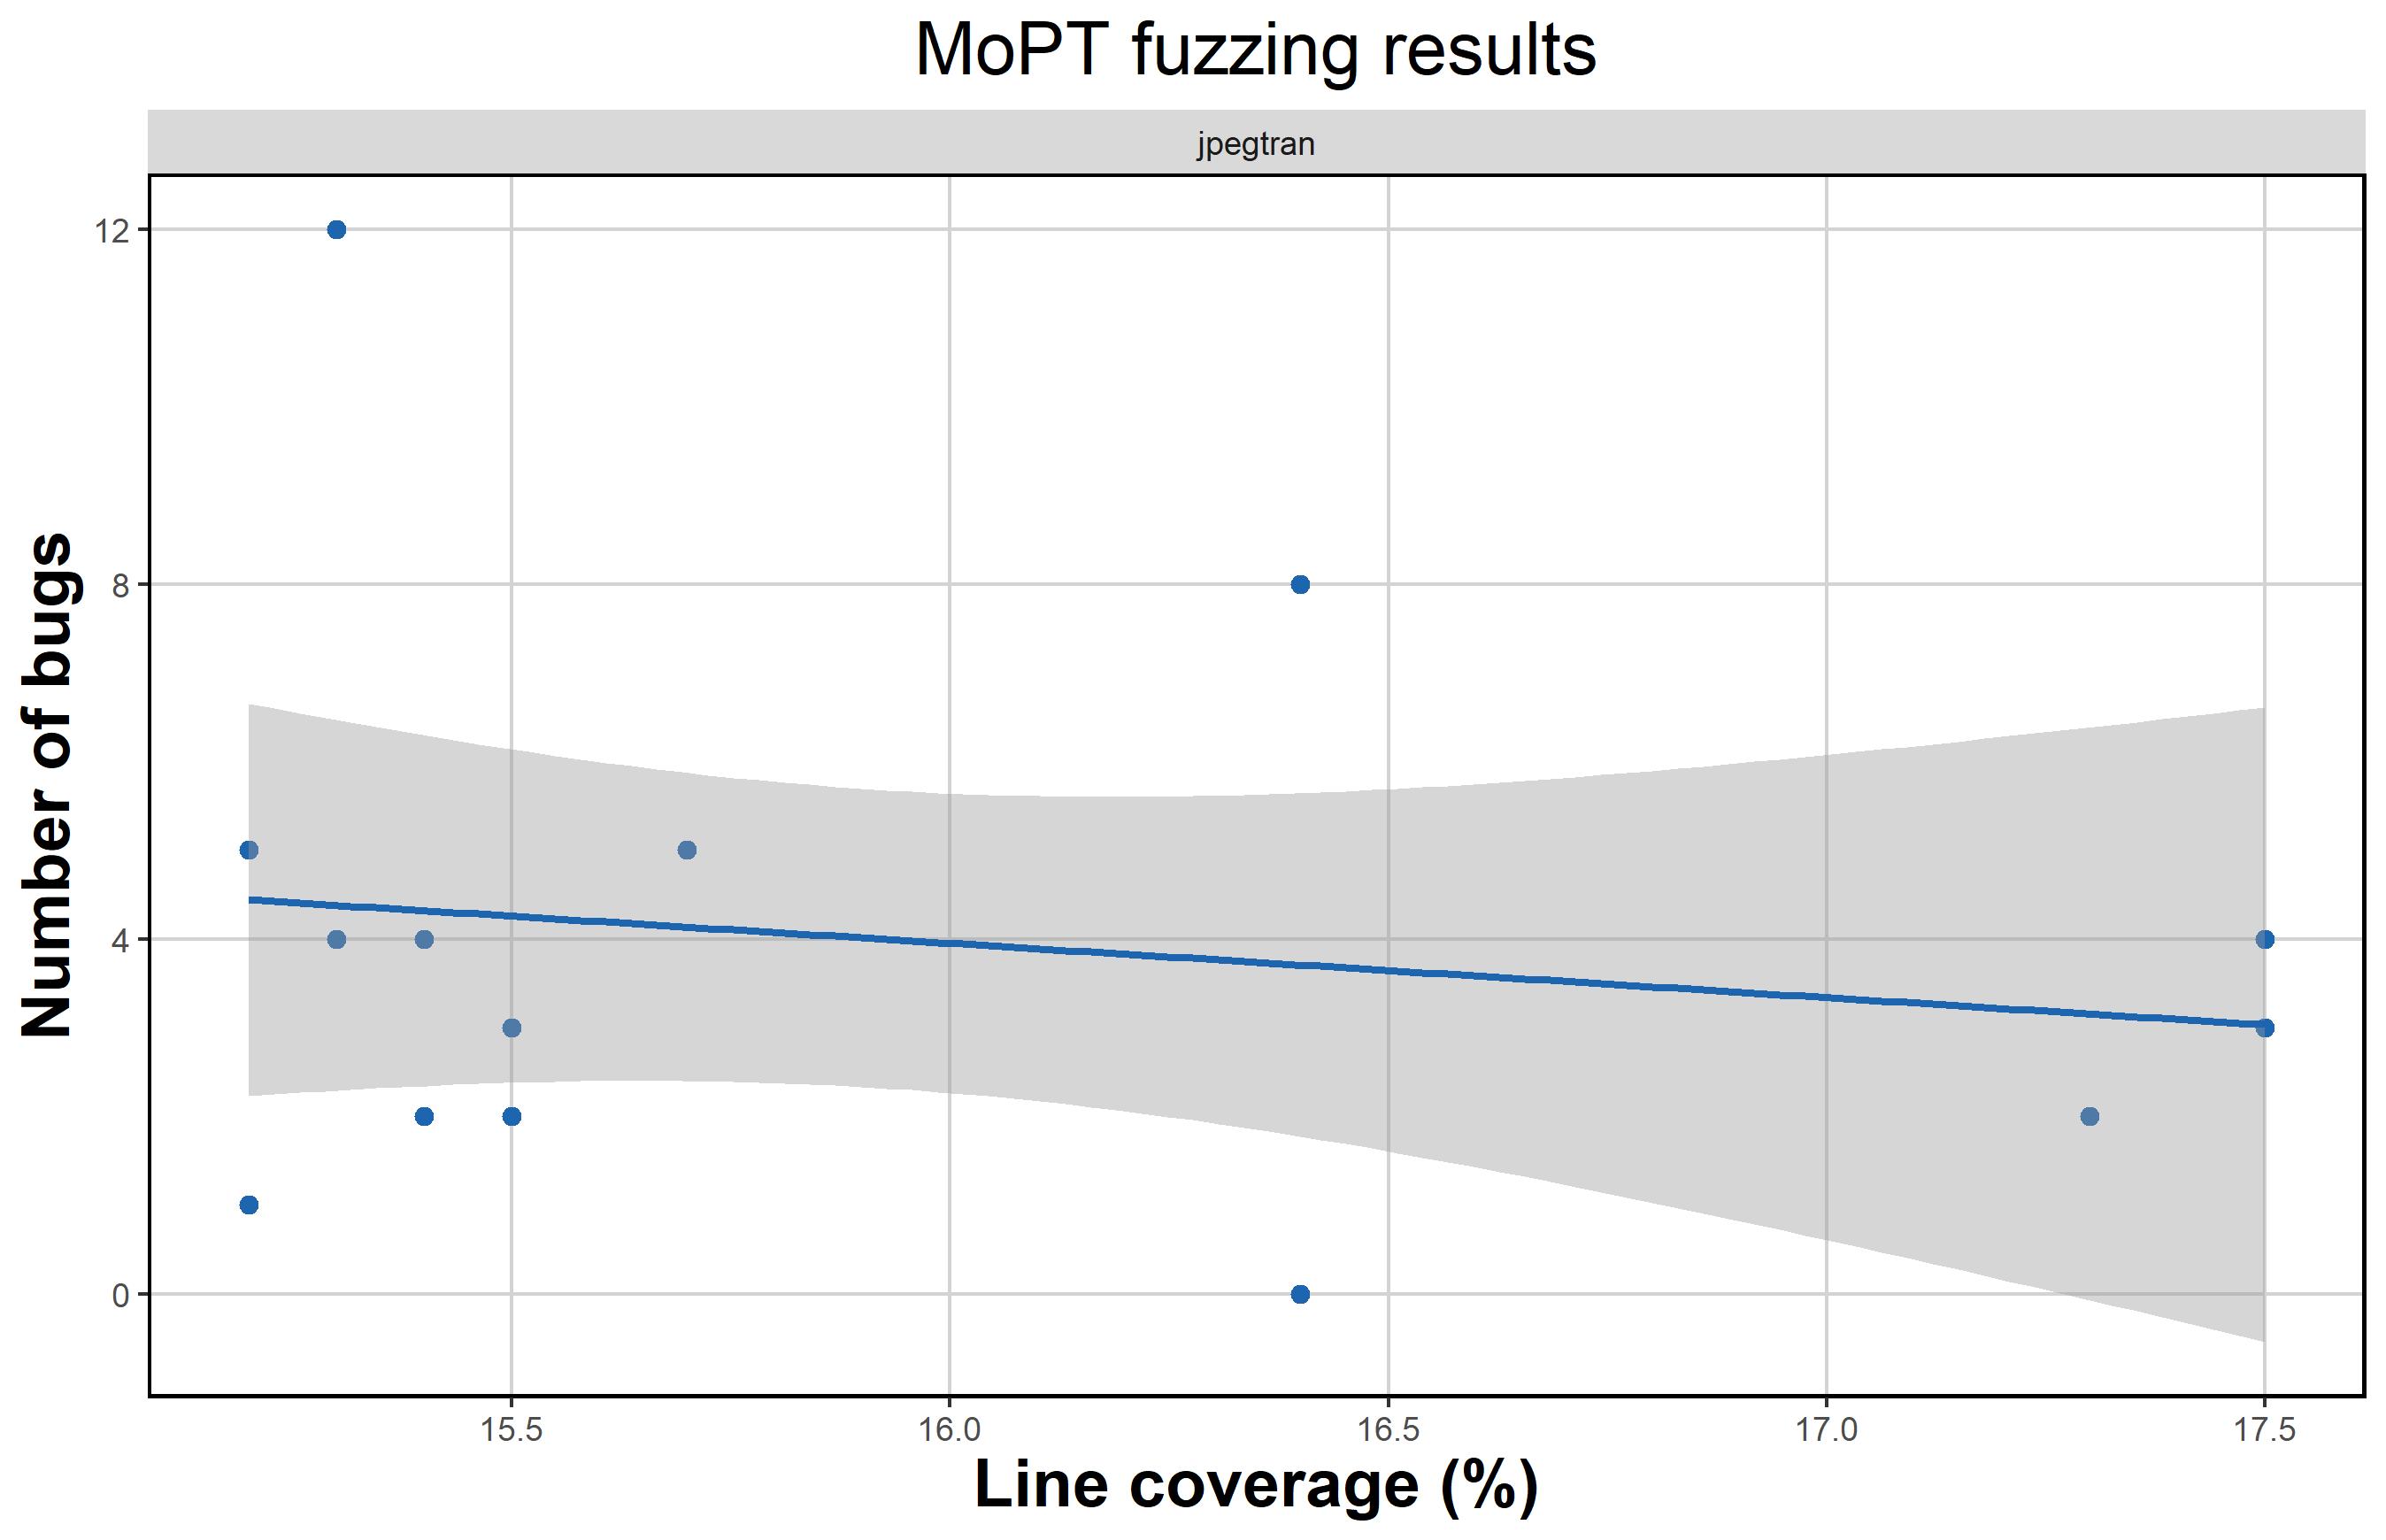 MoPT fuzzing results
jpegtran
12
8
4
0
Number of bugs
15.5 16.0 16.5 17.0 17.5
Line coverage (%)